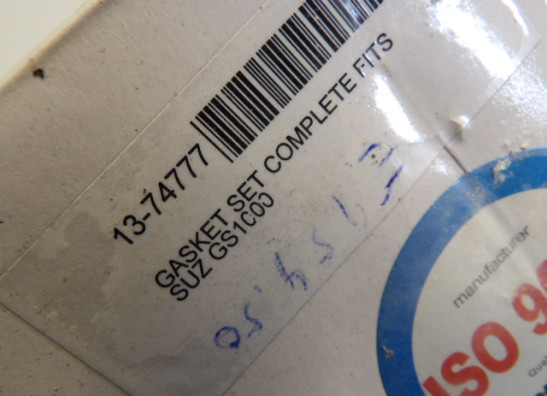 13-74777
GASKET SET COMPLETE FITS
SUZ GS1000
manufacturer
ISO 9